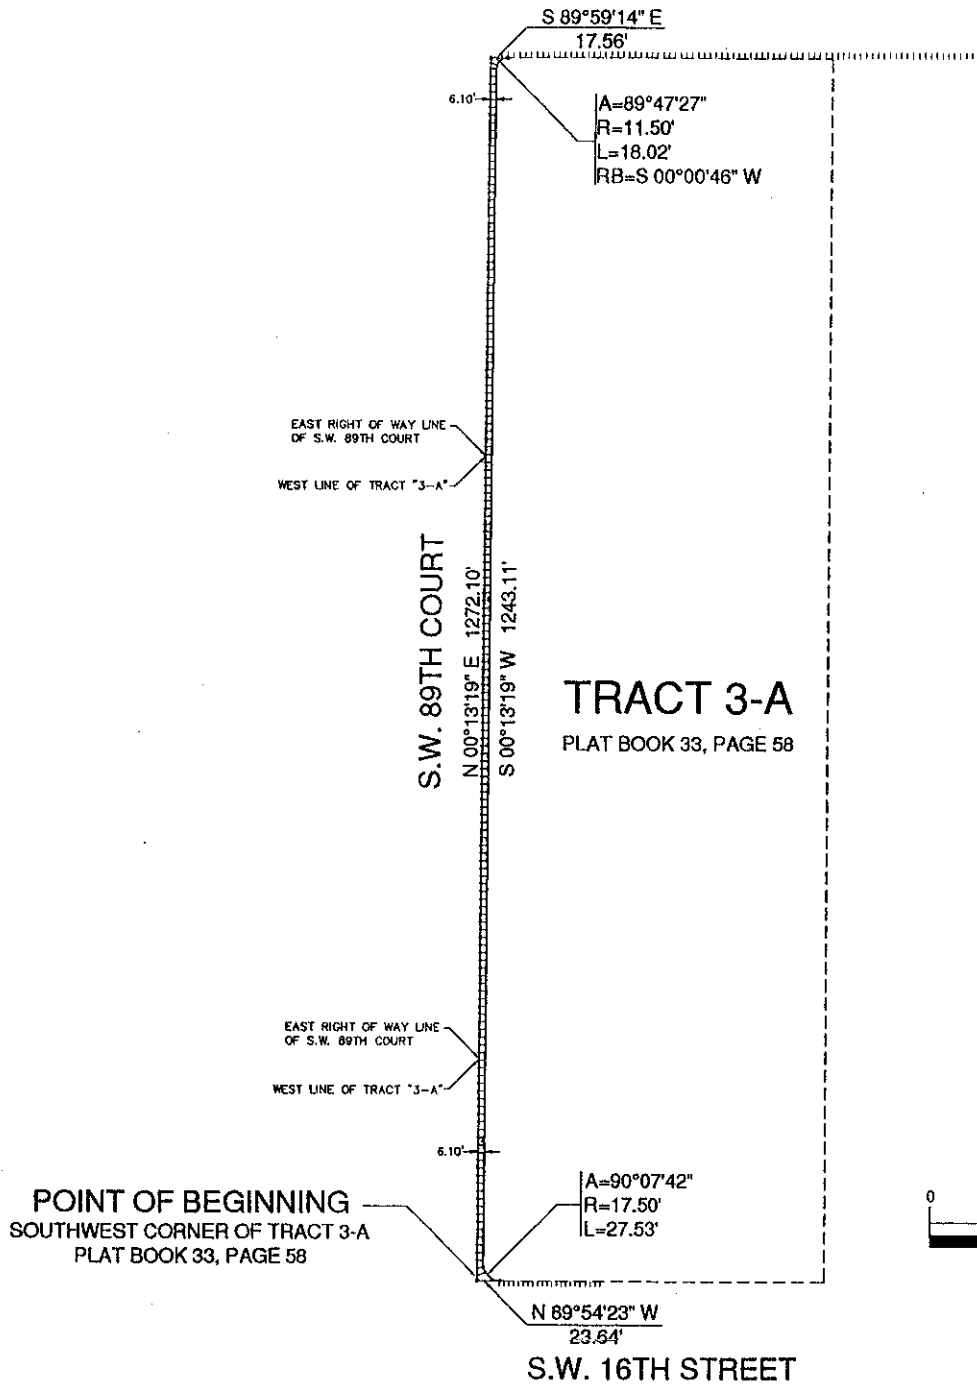 S 89°59'14" E
17.56'
6.10'
A=89°47'27"
R=11.50'
L=18.02'
RB=S 00°00'46" W
EAST RIGHT OF WAY LINE
OF S.W. 89TH COURT
WEST LINE OF TRACT "3-A"
S.W. 89TH COURT
N 00°13'19" E 1272.10'
S 00°13'19" W 1243.11'
TRACT 3-A
PLAT BOOK 33, PAGE 58
EAST RIGHT OF WAY LINE
OF S.W. 89TH COURT
WEST LINE OF TRACT "3-A"
6.10'
POINT OF BEGINNING
SOUTHWEST CORNER OF TRACT 3-A
PLAT BOOK 33, PAGE 58
A=90°07'42"
R=17.50'
L=27.53'
0
N 89°54'23" W
23.64'
S.W. 16TH STREET